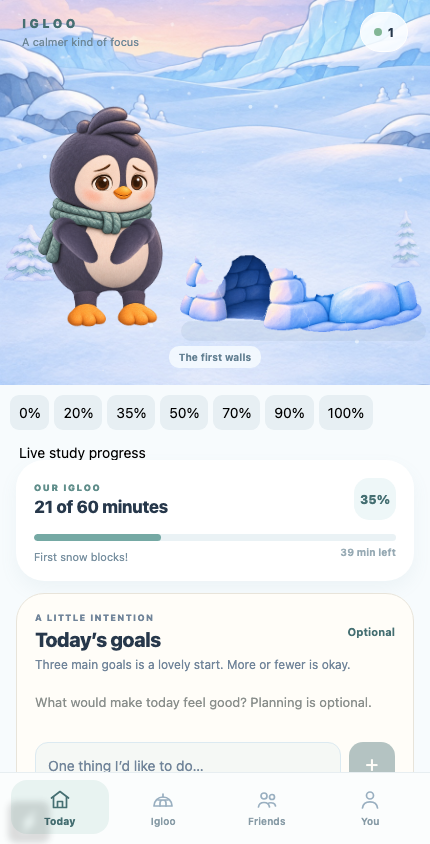 IGLOO
A calmer kind of focus
1
The first walls
0% 20% 35% 50% 70% 90% 100%
Live study progress
OUR IGLOO
21 of 60 minutes
35%
First snow blocks!
39 min left
A LITTLE INTENTION
Today’s goals
Optional
Three main goals is a lovely start. More or fewer is okay.
What would make today feel good? Planning is optional.
One thing I’d like to do...
+
Today Igloo Friends You